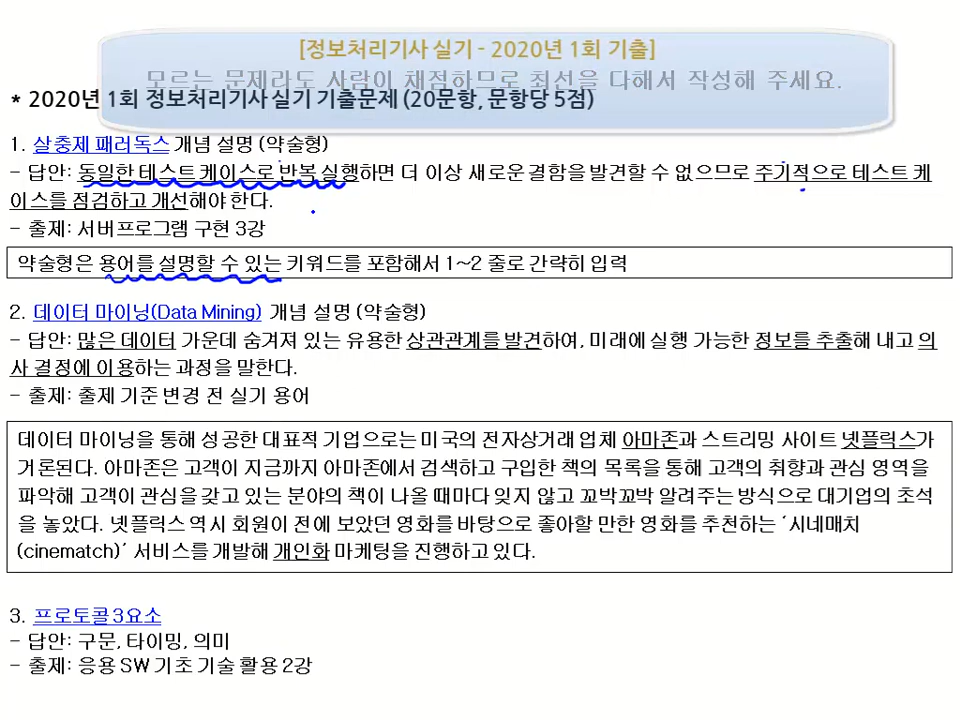 [정보처리기사 실기 - 2020년 1회 기출]
모르는 문제라도 사람이 채점하므로 최선을 다해서 작성해 주세요.
* 2020년 1회 정보처리기사 실기 기출문제 (20문항, 문항당 5점)
1. 살충제 패러독스 개념 설명 (약술형)
- 답안: 동일한 테스트 케이스로 반복 실행하면 더 이상 새로운 결함을 발견할 수 없으므로 주기적으로 테스트 케
이스를 점검하고 개선해야 한다.
- 출제: 서버프로그램 구현 3강
약술형은 용어를 설명할 수 있는 키워드를 포함해서 1~2 줄로 간략히 입력
2. 데이터 마이닝(Data Mining) 개념 설명 (약술형)
- 답안: 많은 데이터 가운데 숨겨져 있는 유용한 상관관계를 발견하여, 미래에 실행 가능한 정보를 추출해 내고 의
사 결정에 이용하는 과정을 말한다.
- 출제: 출제 기준 변경 전 실기 용어
데이터 마이닝을 통해 성공한 대표적 기업으로는 미국의 전자상거래 업체 아마존과 스트리밍 사이트 넷플릭스가
거론된다. 아마존은 고객이 지금까지 아마존에서 검색하고 구입한 책의 목록을 통해 고객의 취향과 관심 영역을
파악해 고객이 관심을 갖고 있는 분야의 책이 나올 때마다 잊지 않고 꼬박꼬박 알려주는 방식으로 대기업의 초석
을 놓았다. 넷플릭스 역시 회원이 전에 보았던 영화를 바탕으로 좋아할 만한 영화를 추천하는 '시네매치
(cinematch)' 서비스를 개발해 개인화 마케팅을 진행하고 있다.
3. 프로토콜 3요소
- 답안: 구문, 타이밍, 의미
- 출제: 응용 SW 기초 기술 활용 2강